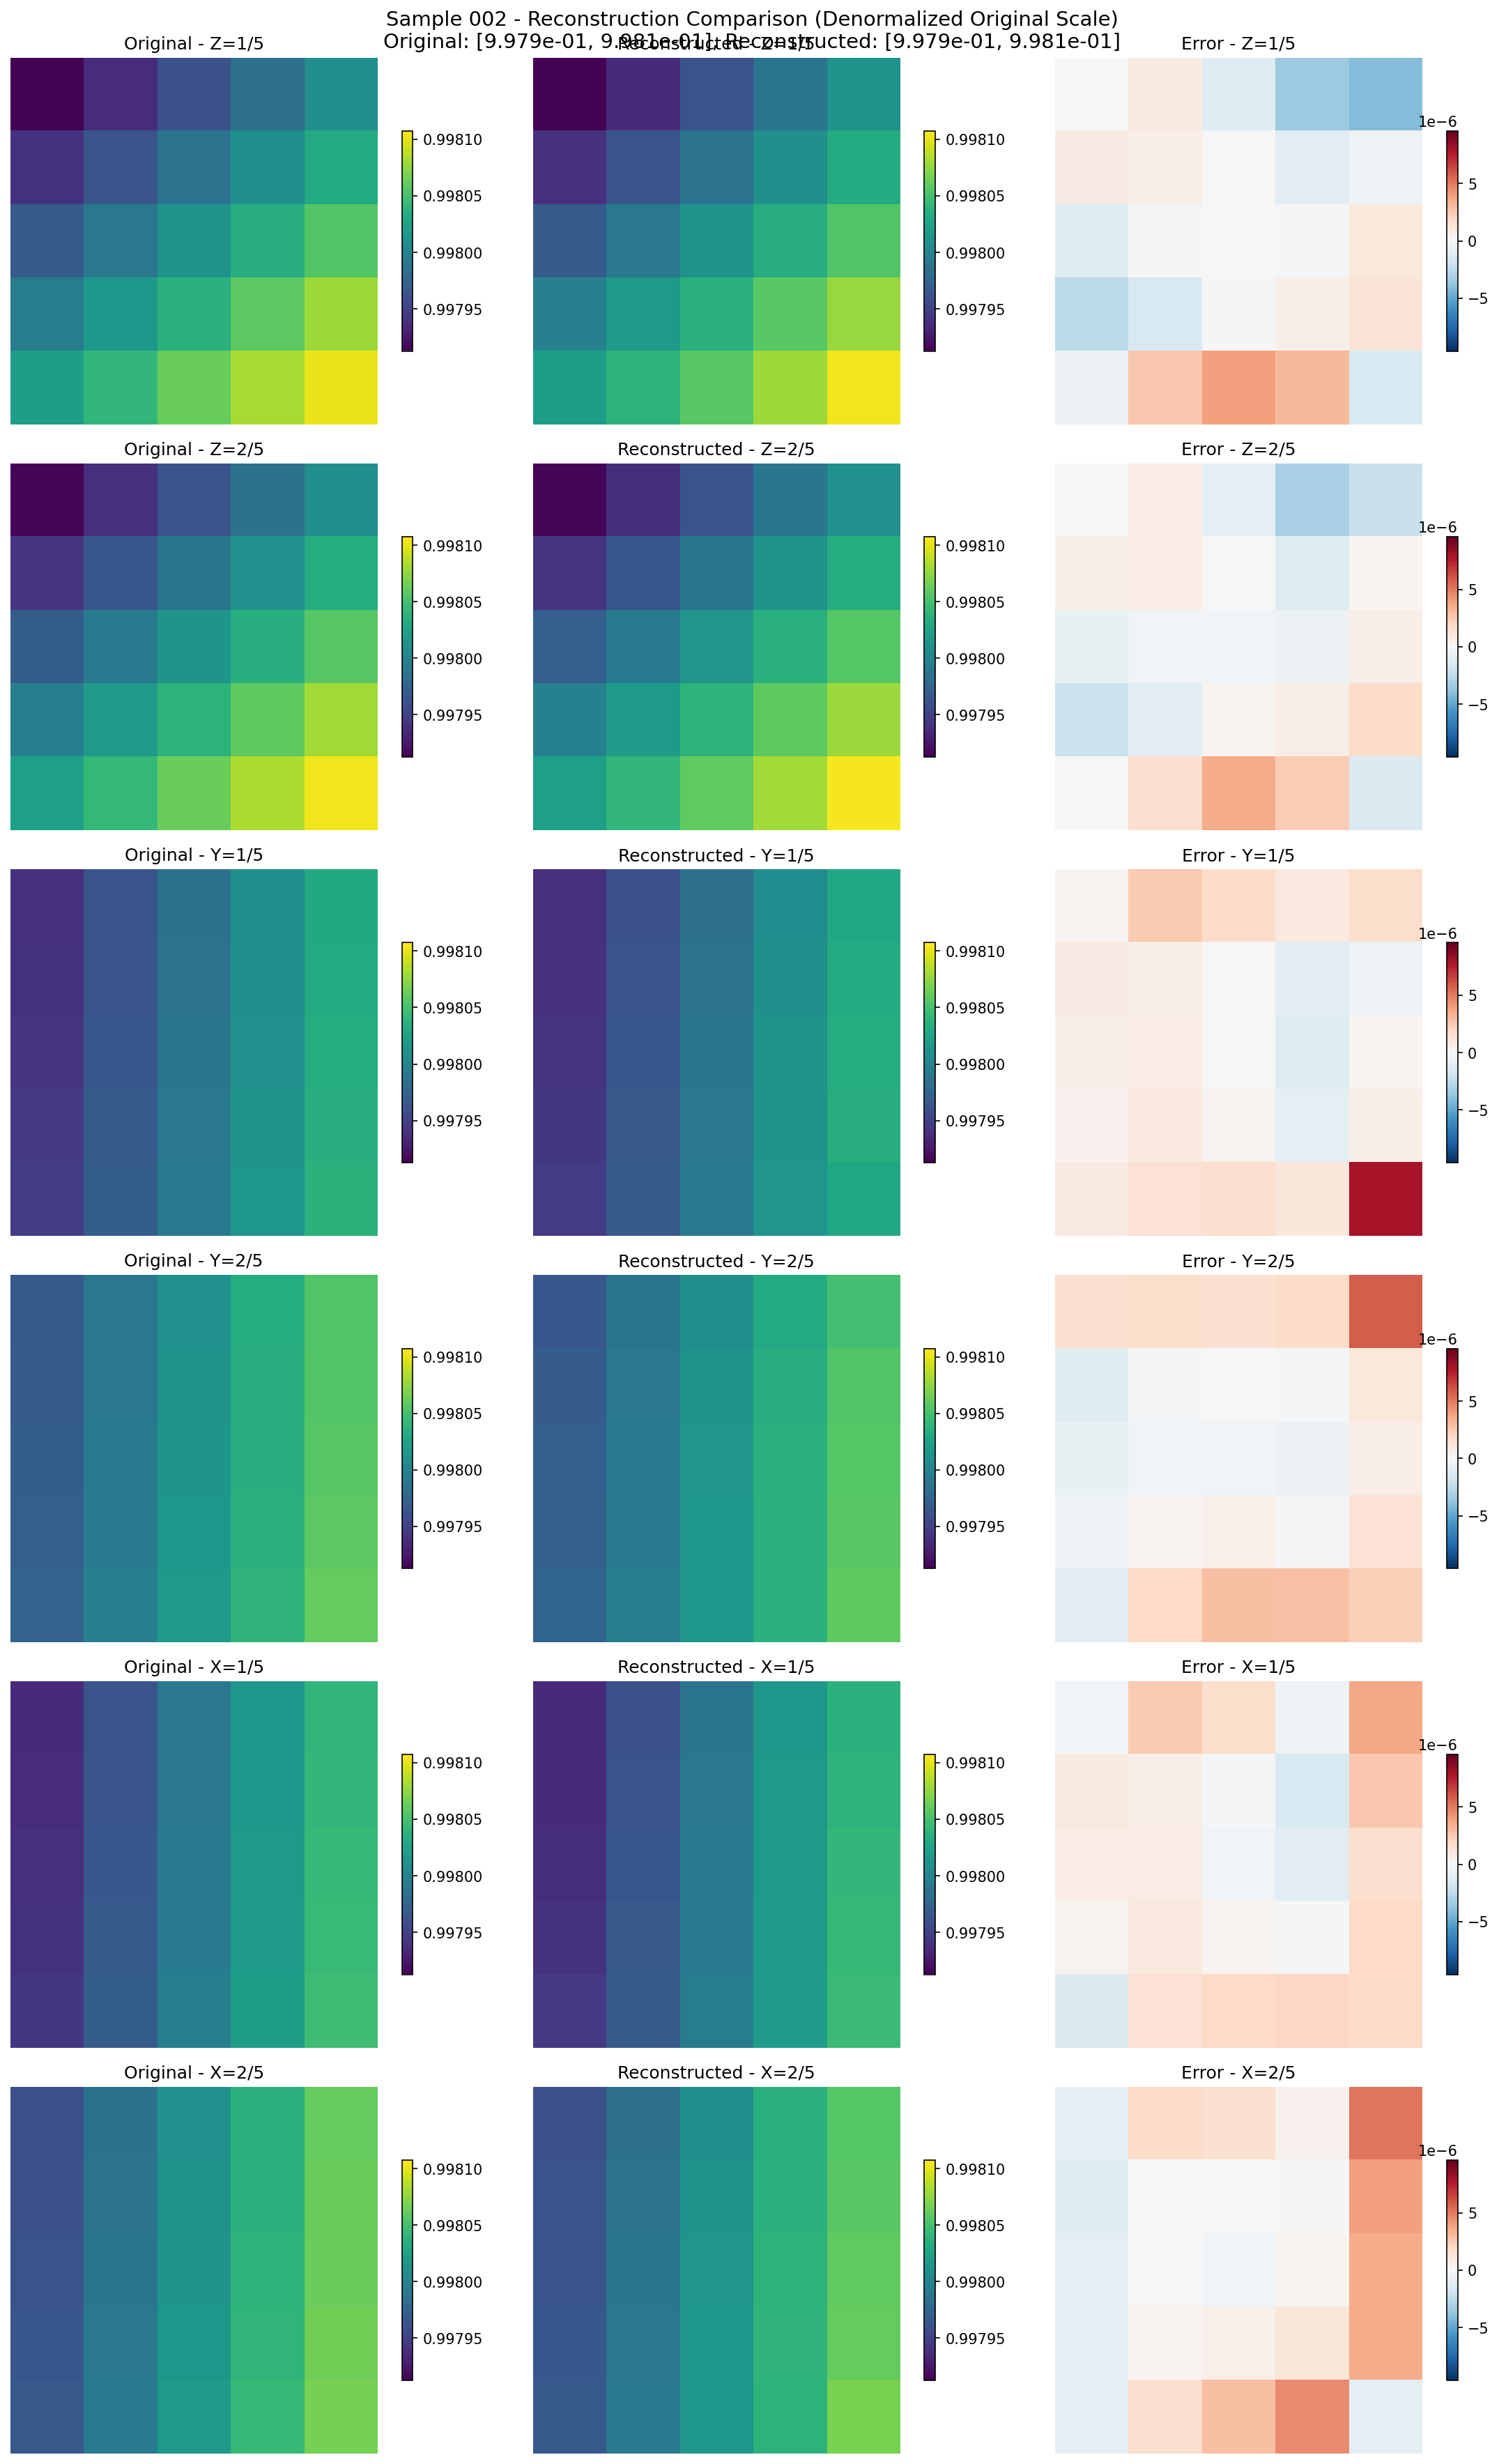 Sample 002 - Reconstruction Comparison (Denormalized Original Scale)
Original: [9.979e-01, 9.981e-01], Reconstructed: [9.979e-01, 9.981e-01]
Original - Z=1/5
Reconstructed - Z=1/5
Error - Z=1/5
0.99810
0.99805
0.99800
0.99795
0.99810
0.99805
0.99800
0.99795
1e−6
5
0
−5
Original - Z=2/5
Reconstructed - Z=2/5
Error - Z=2/5
0.99810
0.99805
0.99800
0.99795
0.99810
0.99805
0.99800
0.99795
1e−6
5
0
−5
Original - Y=1/5
Reconstructed - Y=1/5
Error - Y=1/5
0.99810
0.99805
0.99800
0.99795
0.99810
0.99805
0.99800
0.99795
1e−6
5
0
−5
Original - Y=2/5
Reconstructed - Y=2/5
Error - Y=2/5
0.99810
0.99805
0.99800
0.99795
0.99810
0.99805
0.99800
0.99795
1e−6
5
0
−5
Original - X=1/5
Reconstructed - X=1/5
Error - X=1/5
0.99810
0.99805
0.99800
0.99795
0.99810
0.99805
0.99800
0.99795
1e−6
5
0
−5
Original - X=2/5
Reconstructed - X=2/5
Error - X=2/5
0.99810
0.99805
0.99800
0.99795
0.99810
0.99805
0.99800
0.99795
1e−6
5
0
−5